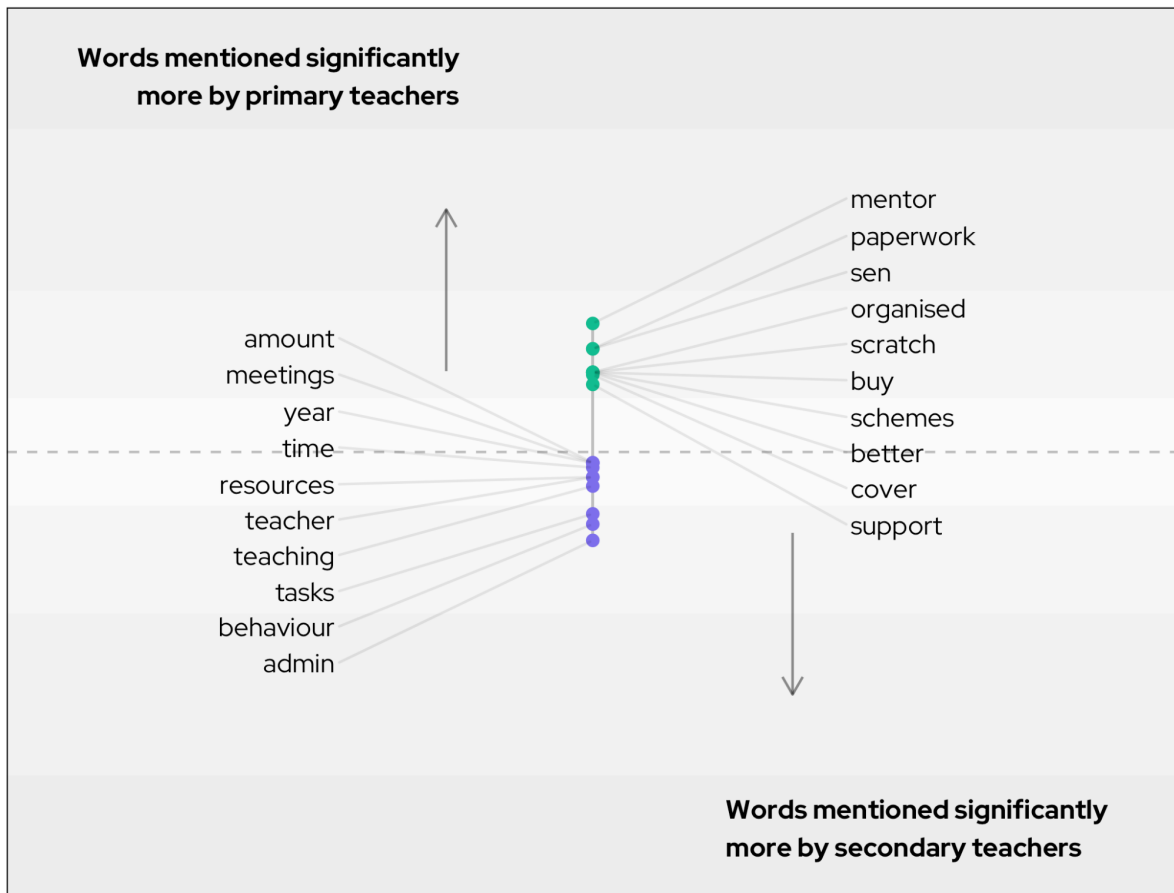 Words mentioned significantly
more by primary teachers
mentor
paperwork
sen
organised
scratch
buy
schemes
better
cover
support
amount
meetings
year
time
resources
teacher
teaching
tasks
behaviour
admin
Words mentioned significantly
more by secondary teachers